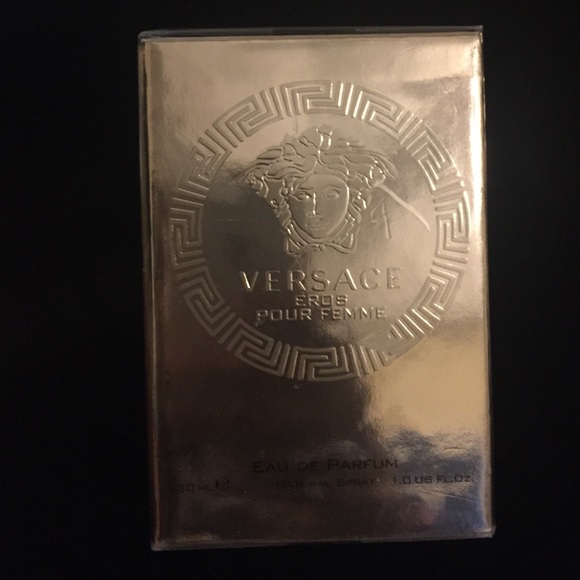 VERSACE
EROS
POUR FEMME
EAU DE PARFUM
30 ML e NATURAL SPRAY 1.0 US FL.OZ.